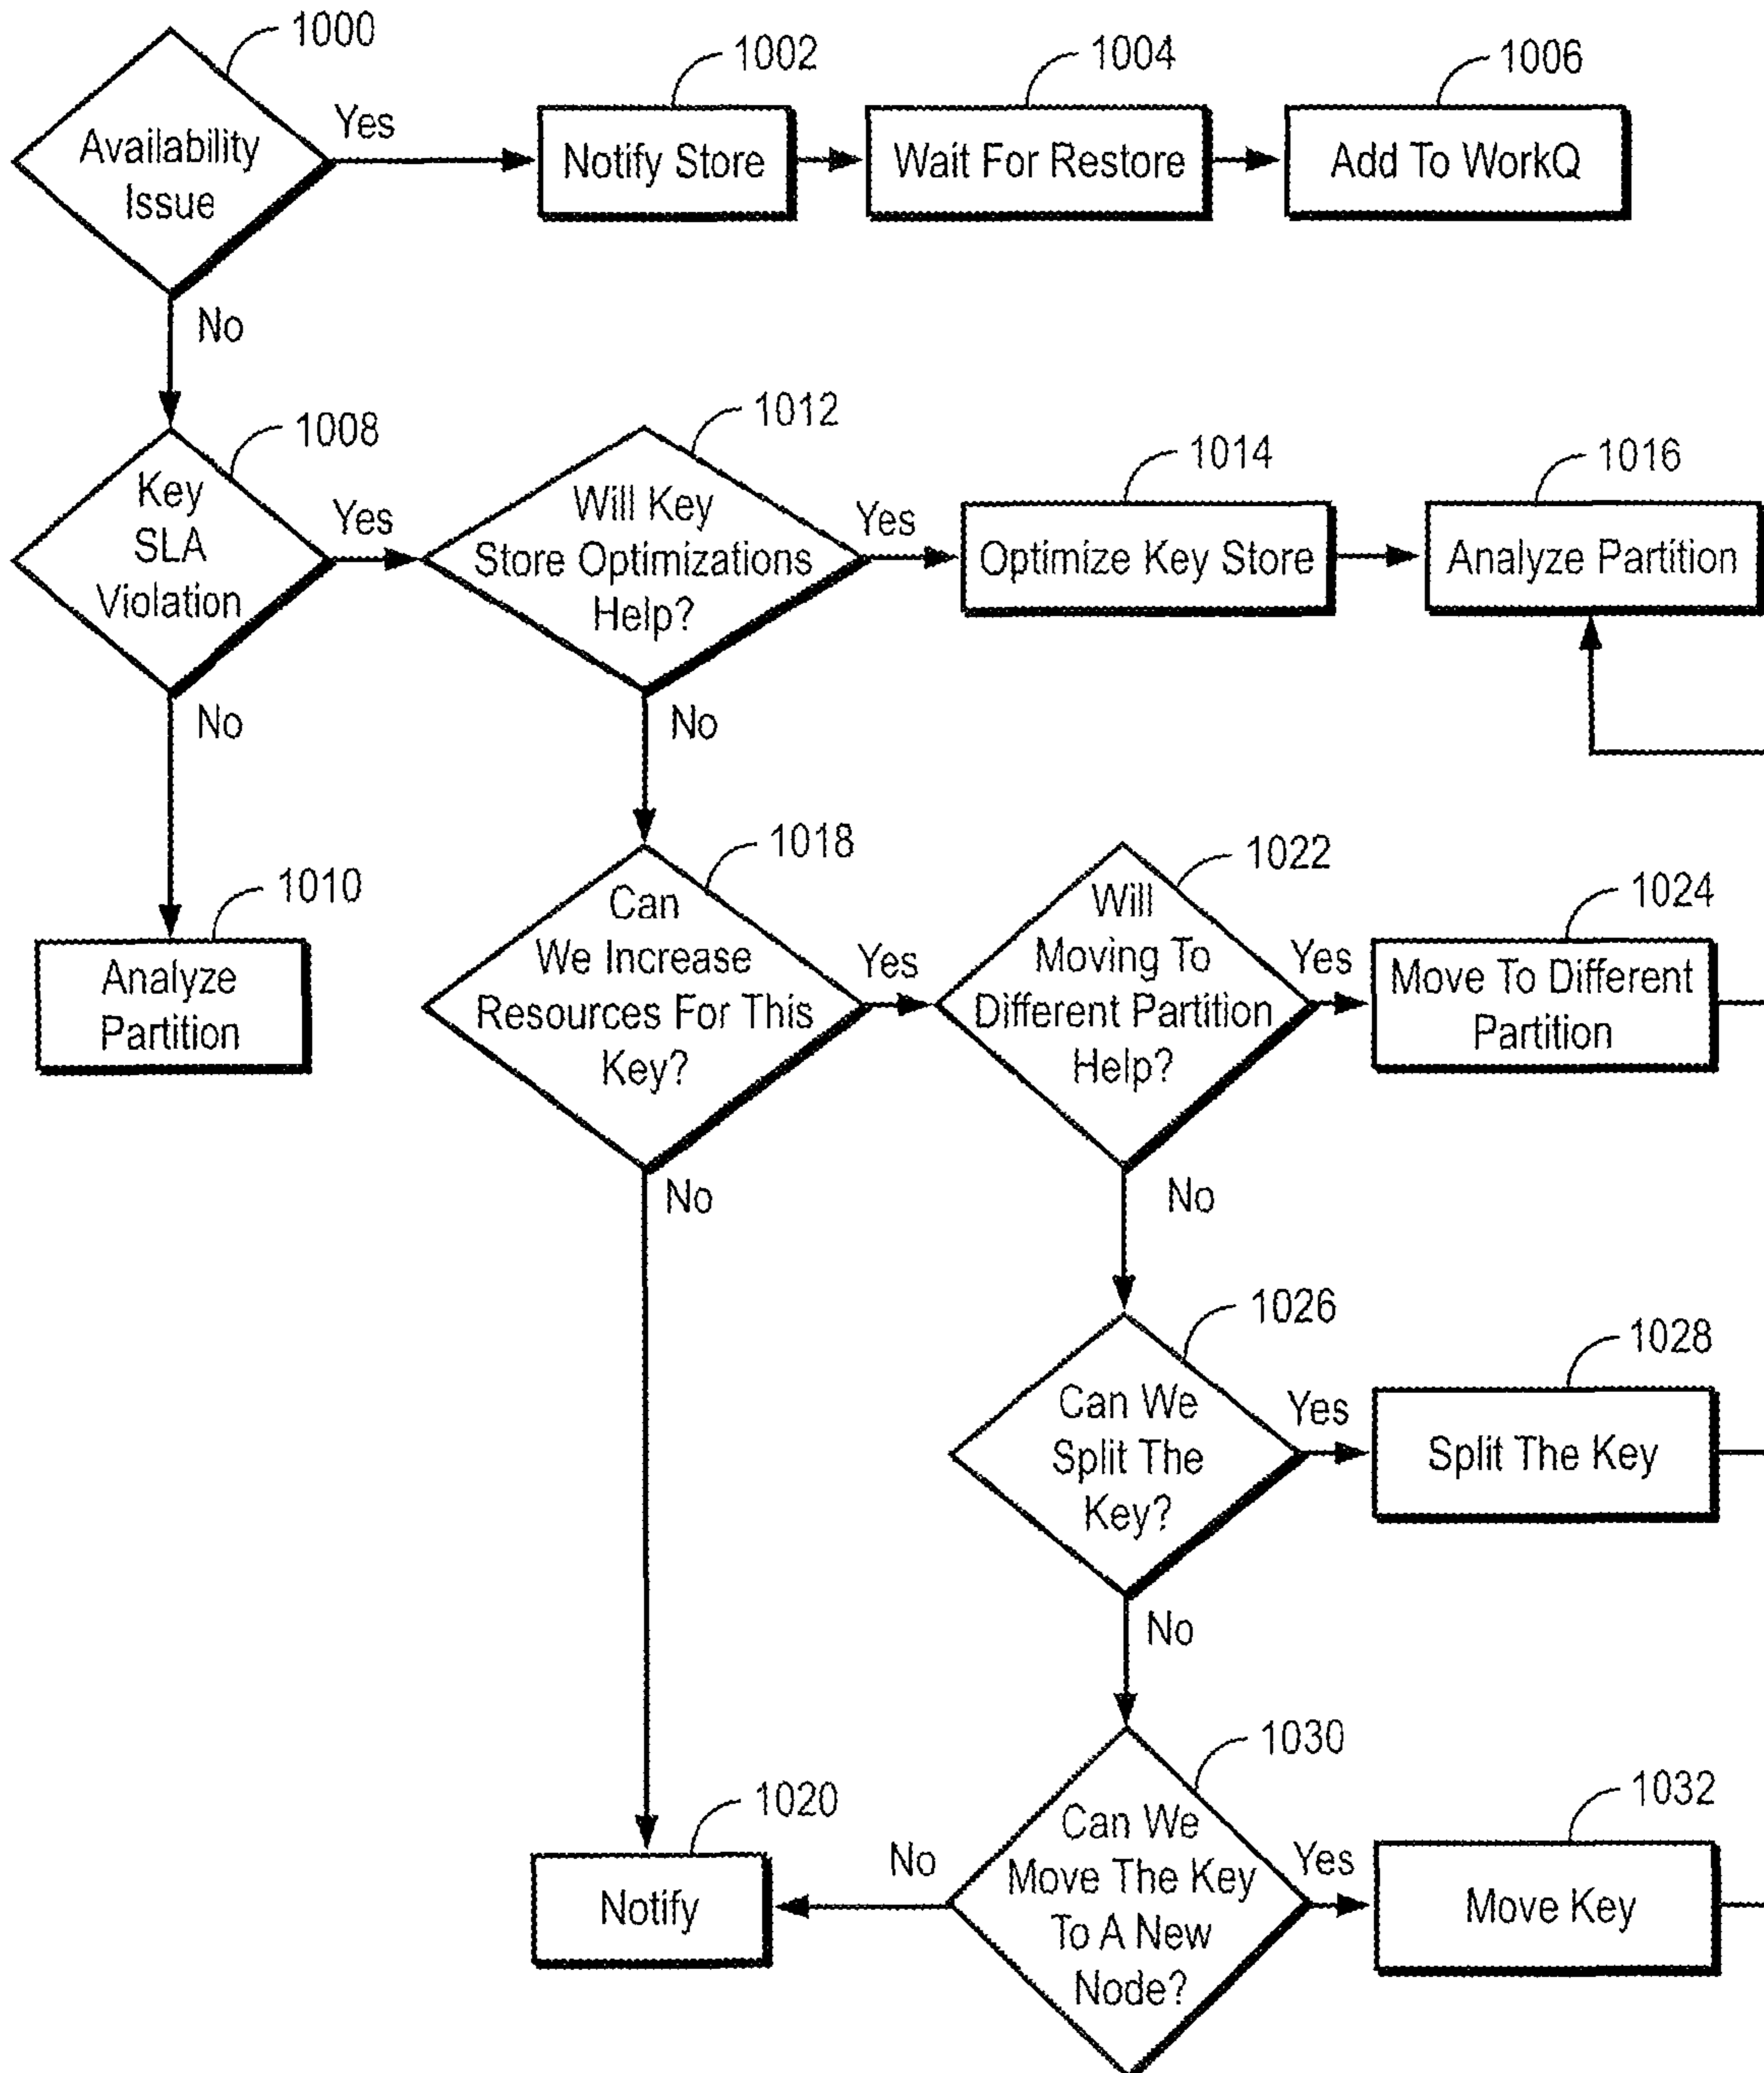 1000
Availability
Issue
Yes
No
1002
Notify Store
1004
Wait For Restore
1006
Add To WorkQ
1008
Key
SLA
Violation
Yes
No
1012
Will Key
Store Optimizations
Help?
Yes
No
1014
Optimize Key Store
1016
Analyze Partition
1010
Analyze
Partition
1018
Can
We Increase
Resources For This
Key?
Yes
No
1022
Will
Moving To
Different Partition
Help?
Yes
No
1024
Move To Different
Partition
1026
Can We
Split The
Key?
Yes
No
1028
Split The Key
1020
Notify
1030
Can We
Move The Key
To A New
Node?
No
Yes
1032
Move Key